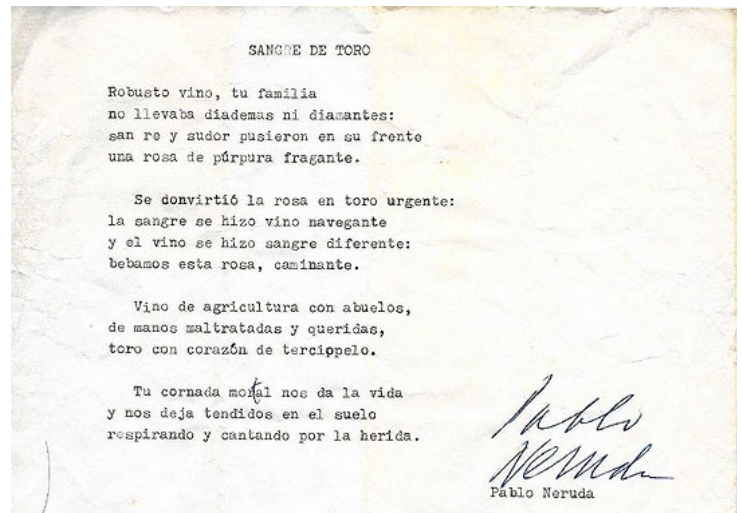 SANGRE DE TORO
Robusto vino, tu familia
no llevaba diademas ni diamantes:
san re y sudor pusieron en su frente
una rosa de púrpura fragante.
Se donvirtió la rosa en toro urgente:
la sangre se hizo vino navegante
y el vino se hizo sangre diferente:
bebamos esta rosa, caminante.
Vino de agricultura con abuelos,
de manos maltratadas y queridas,
toro con corazón de tercippelo.
Tu cornada mortal nos da la vida
y nos deja tendidos en el suelo
respirando y cantando por la herida.
Pablo
Neruda
Pablo Neruda